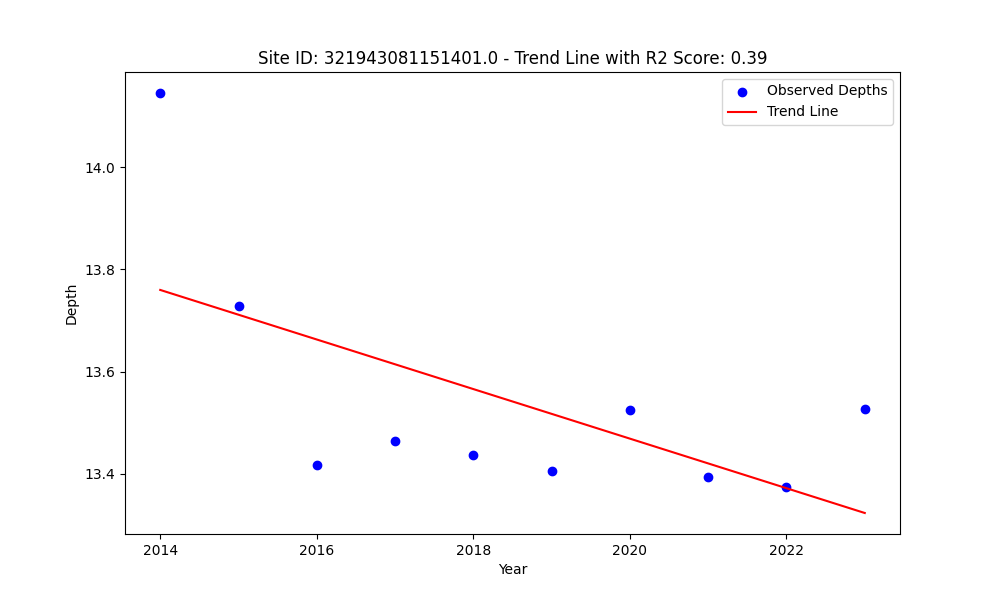 Site ID: 321943081151401.0 - Trend Line with R2 Score: 0.39
Observed Depths
Trend Line
14.0
13.8
13.6
13.4
Depth
2014
2016
2018
2020
2022
Year